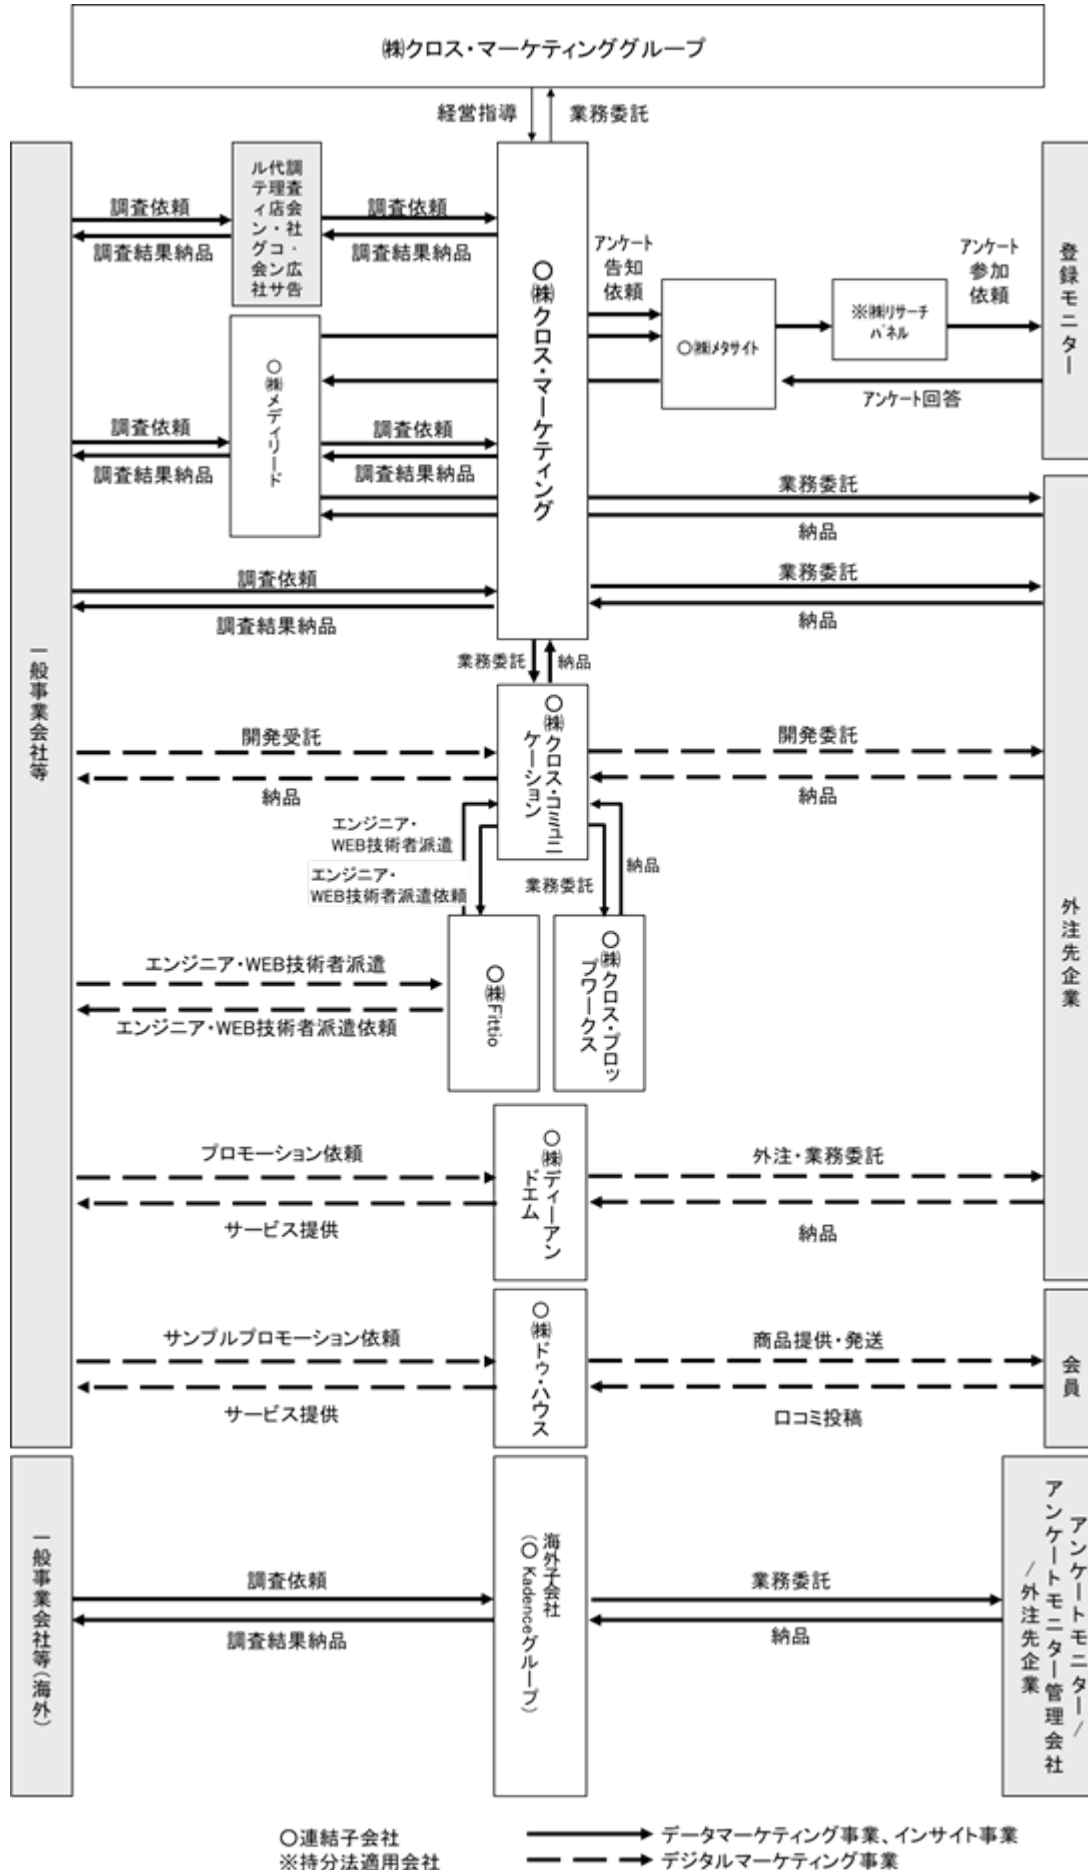 ㈱クロス・マーケティンググループ
経営指導
業務委託
一般事業会社等
調査依頼
調査結果納品
調査会社・広告
代理店・コンサ
ルティング会社
調査依頼
調査結果納品
〇㈱クロス・マーケティング
アンケート
告知
依頼
〇㈱メタサイト
※㈱リサーチ
パネル
アンケート
参加
依頼
アンケート回答
登録モニター
〇㈱メディリード
調査依頼
調査結果納品
調査依頼
調査結果納品
業務委託
納品
調査依頼
調査結果納品
業務委託
納品
業務委託
納品
外注先企業
開発受託
納品
〇㈱クロス・コミュニ
ケーション
開発委託
納品
エンジニア・
WEB技術者派遣
エンジニア・
WEB技術者派遣依頼
業務委託
納品
エンジニア・WEB技術者派遣
エンジニア・WEB技術者派遣依頼
〇㈱Fittio
〇㈱クロス・プロッ
プワークス
プロモーション依頼
サービス提供
〇㈱ディーアン
ドエム
外注・業務委託
納品
サンプルプロモーション依頼
サービス提供
〇㈱ドゥ・ハウス
商品提供・発送
口コミ投稿
会員
一般事業会社等(海外)
調査依頼
調査結果納品
海外子会社
(〇 Kadenceグループ)
業務委託
納品
アンケートモニター/
アンケートモニター管理会社
/外注先企業
〇連結子会社
※持分法適用会社
データマーケティング事業、インサイト事業
デジタルマーケティング事業